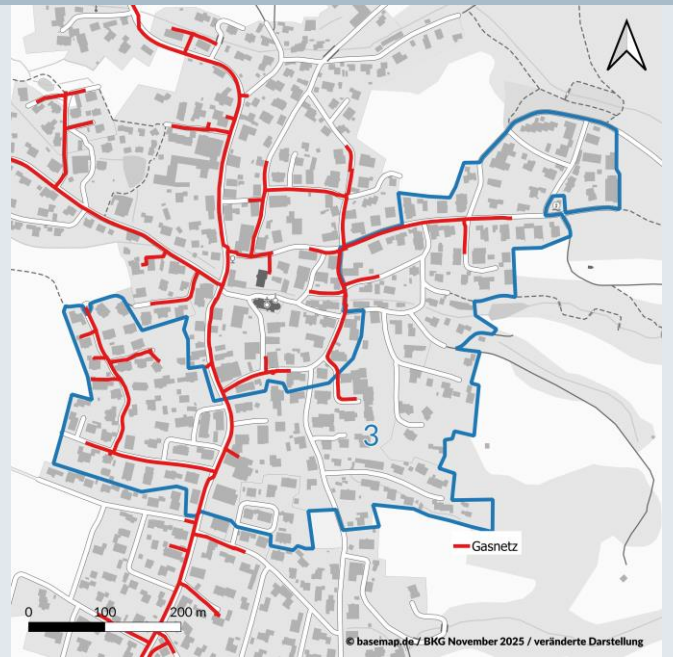 3
Gasnetz
0 100 200 m
© basemap.de / BKG November 2025 / veränderte Darstellung